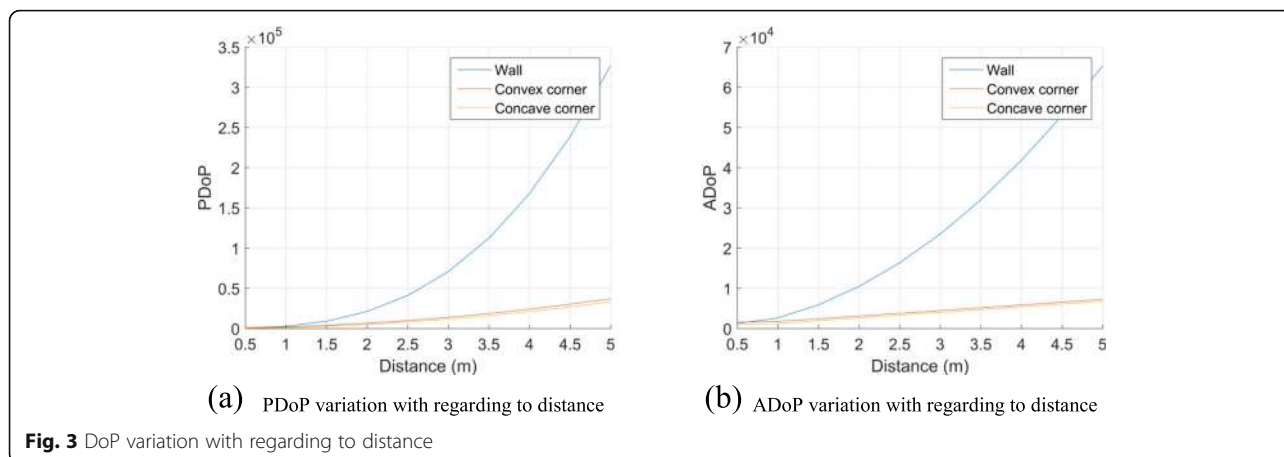 ×10^5
3.5
3
2.5
2
1.5
1
0.5
0
PDoP
Wall
Convex corner
Concave corner
0.5 1 1.5 2 2.5 3 3.5 4 4.5 5
Distance (m)
(a) PDoP variation with regarding to distance
×10^4
7
6
5
4
3
2
1
0
ADoP
Wall
Convex corner
Concave corner
0.5 1 1.5 2 2.5 3 3.5 4 4.5 5
Distance (m)
(b) ADoP variation with regarding to distance
Fig. 3 DoP variation with regarding to distance